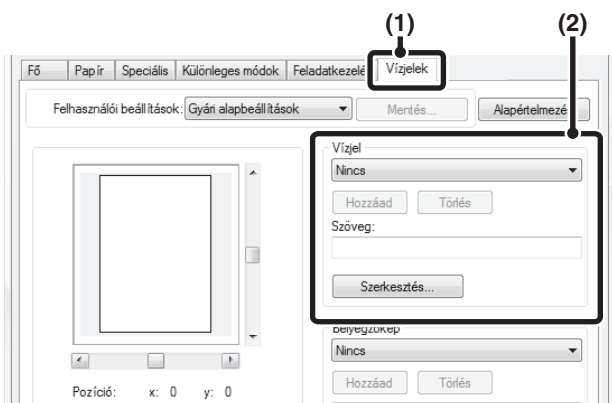 (1) (2)
Fő Papír Speciális Különleges módok Feladatkezelé Vízjelek
Felhasználói beállítások: Gyári alapbeállítások Mentés... Alapértelmezé
Vízjel
Nincs
Hozzáad Törlés
Szöveg:
Szerkesztés...
Bélyegzőkép
Nincs
Hozzáad Törlés
Pozíció: x: 0 y: 0